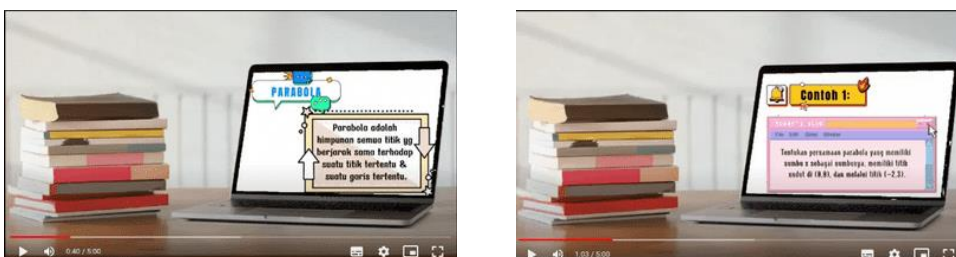 PARABOLA
Parabola adalah
himpunan semua titik yg
berjarak sama terhadap
suatu titik tertentu &
suatu garis tertentu.
0:40 / 5:00
Contoh 1:
Tentukan persamaan parabola yang memiliki
sumbu x sebagai sumbunya, memiliki titik
sudut di (0,0), dan melalui titik (-2,3).
1:03 / 5:00